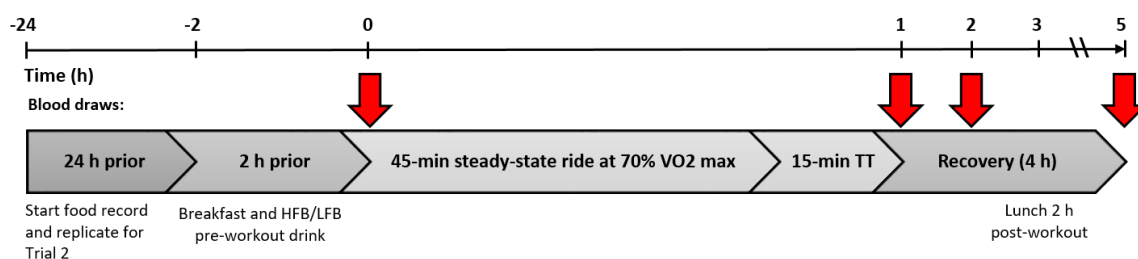 -24 -2 0 1 2 3 5
Time (h)
Blood draws:
24 h prior 2 h prior 45-min steady-state ride at 70% VO2 max 15-min TT Recovery (4 h)
Start food record
and replicate for
Trial 2
Breakfast and HFB/LFB
pre-workout drink
Lunch 2 h
post-workout